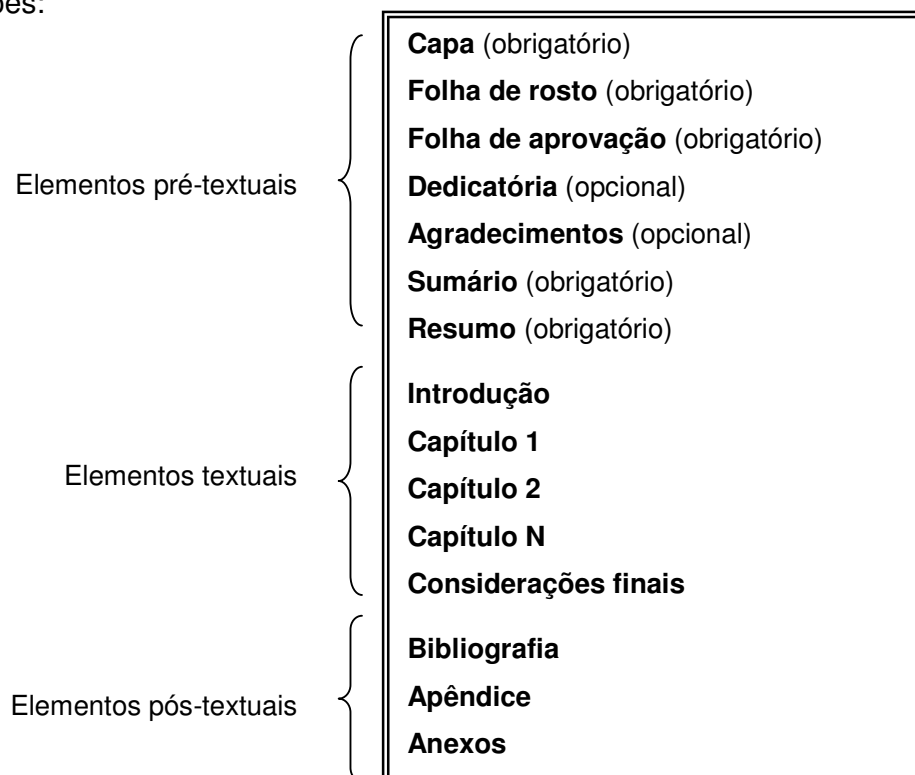 ões:
Capa (obrigatório)
Folha de rosto (obrigatório)
Folha de aprovação (obrigatório)
Elementos pré-textuais
Dedicatória (opcional)
Agradecimentos (opcional)
Sumário (obrigatório)
Resumo (obrigatório)
Introdução
Capítulo 1
Elementos textuais
Capítulo 2
Capítulo N
Considerações finais
Bibliografia
Elementos pós-textuais
Apêndice
Anexos